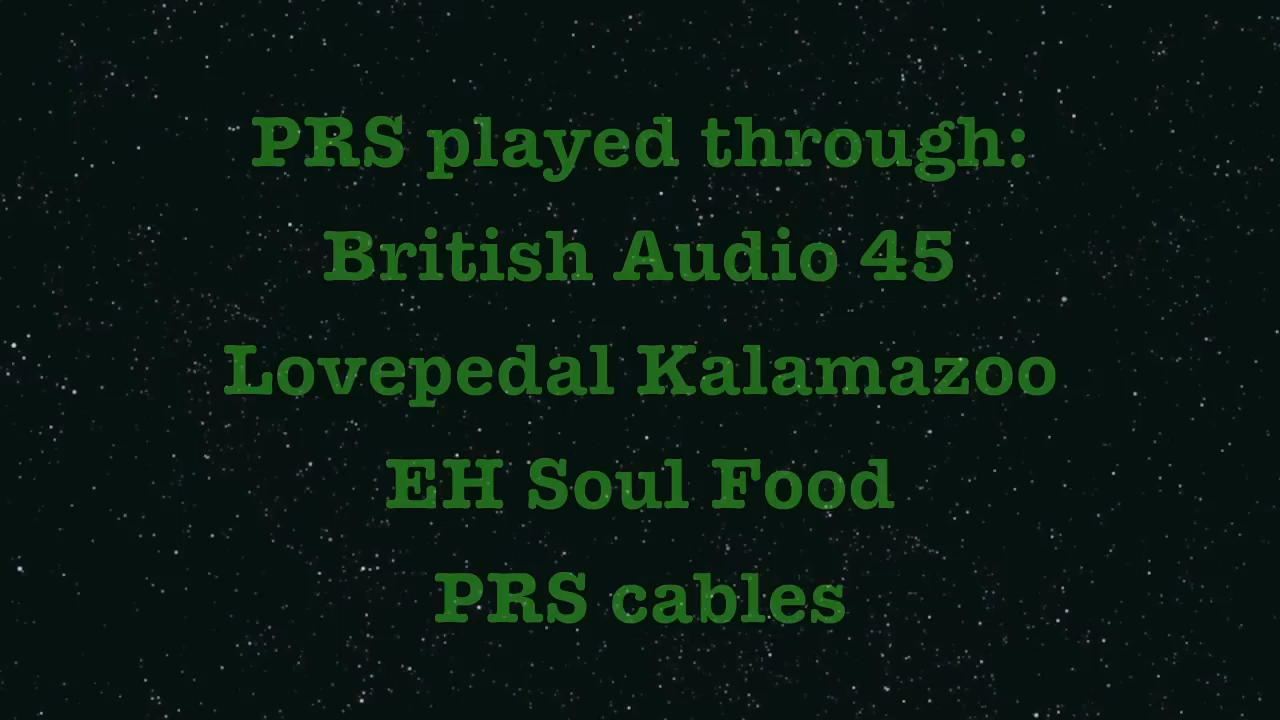 PRS played through:
British Audio 45
Lovepedal Kalamazoo
EH Soul Food
PRS cables